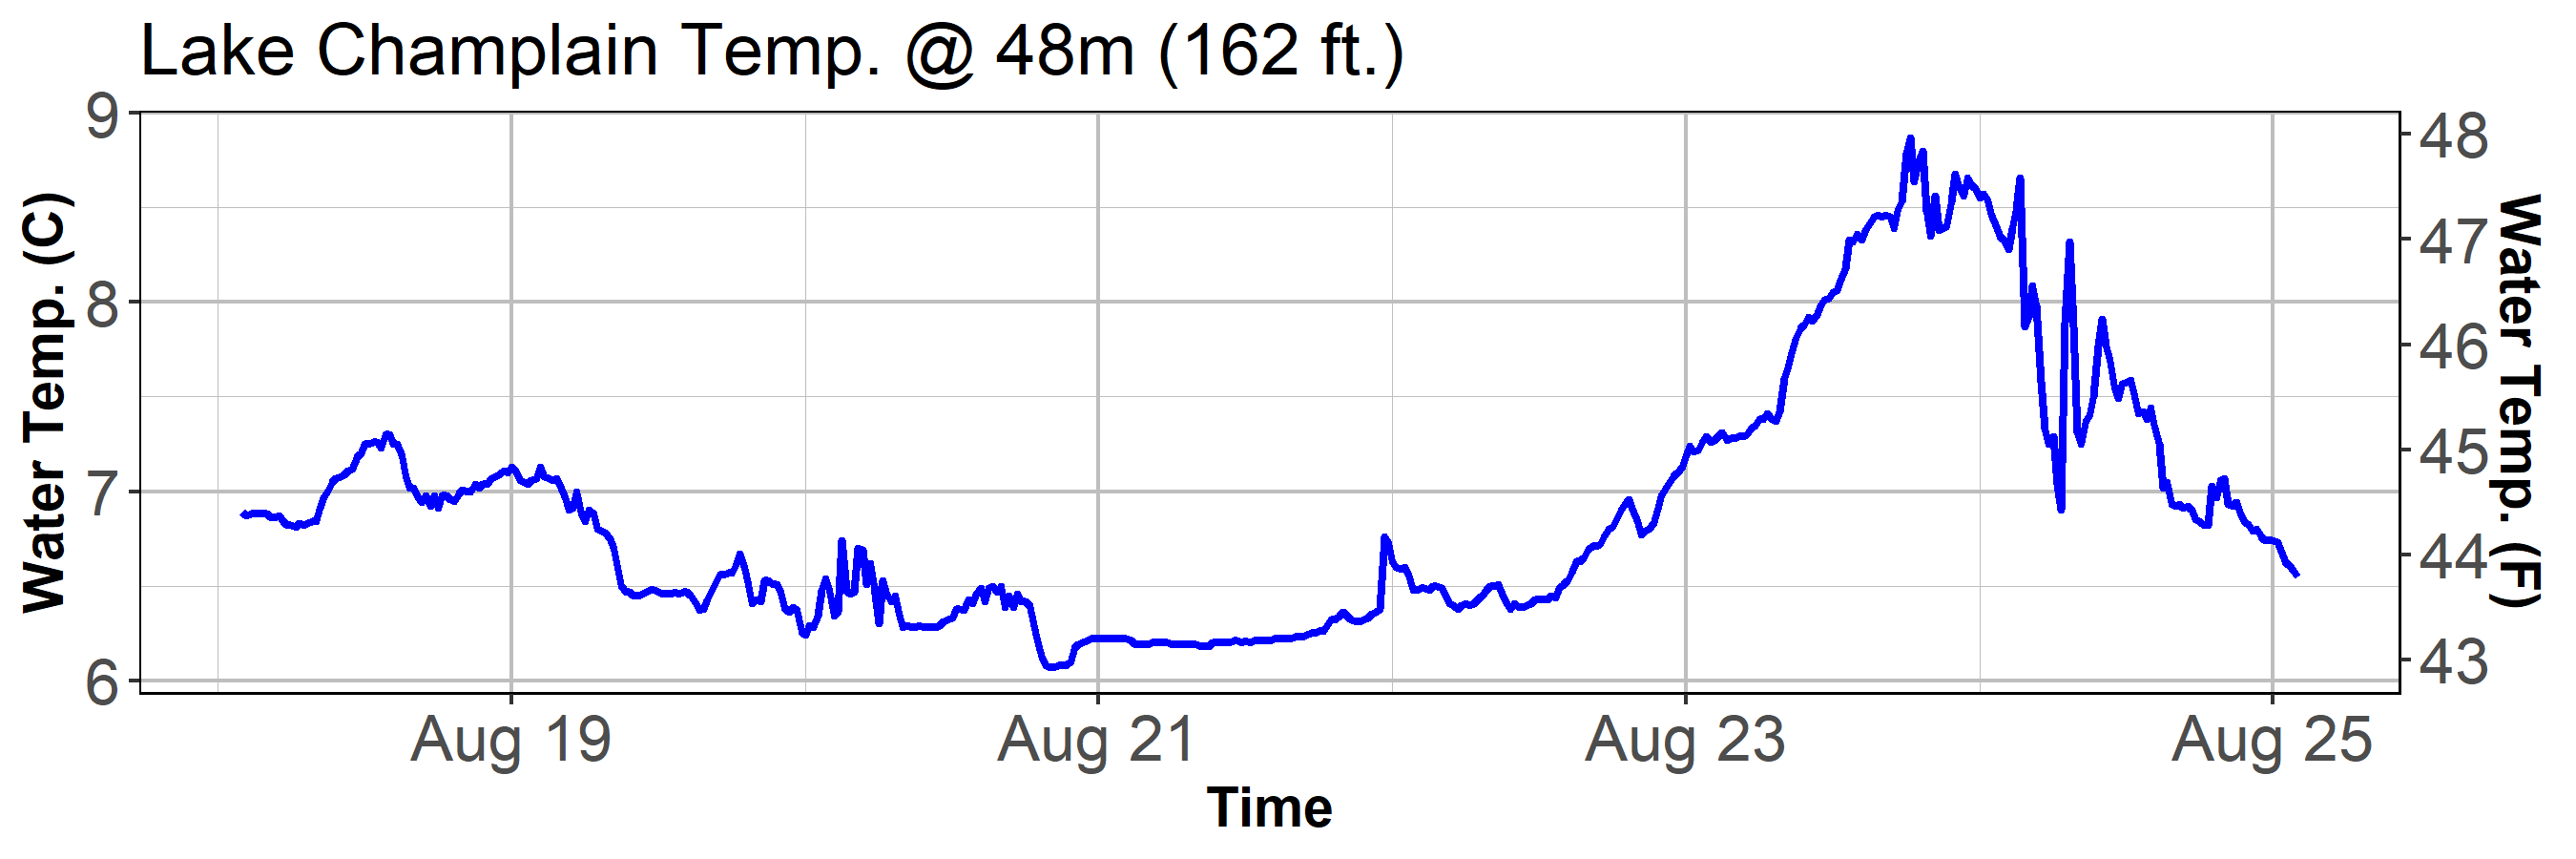 Lake Champlain Temp. @ 48m (162 ft.)
Water Temp. (C)
9
8
7
6
48
47
46
45
44
43
Water Temp. (F)
Aug 19 Aug 21 Aug 23 Aug 25
Time